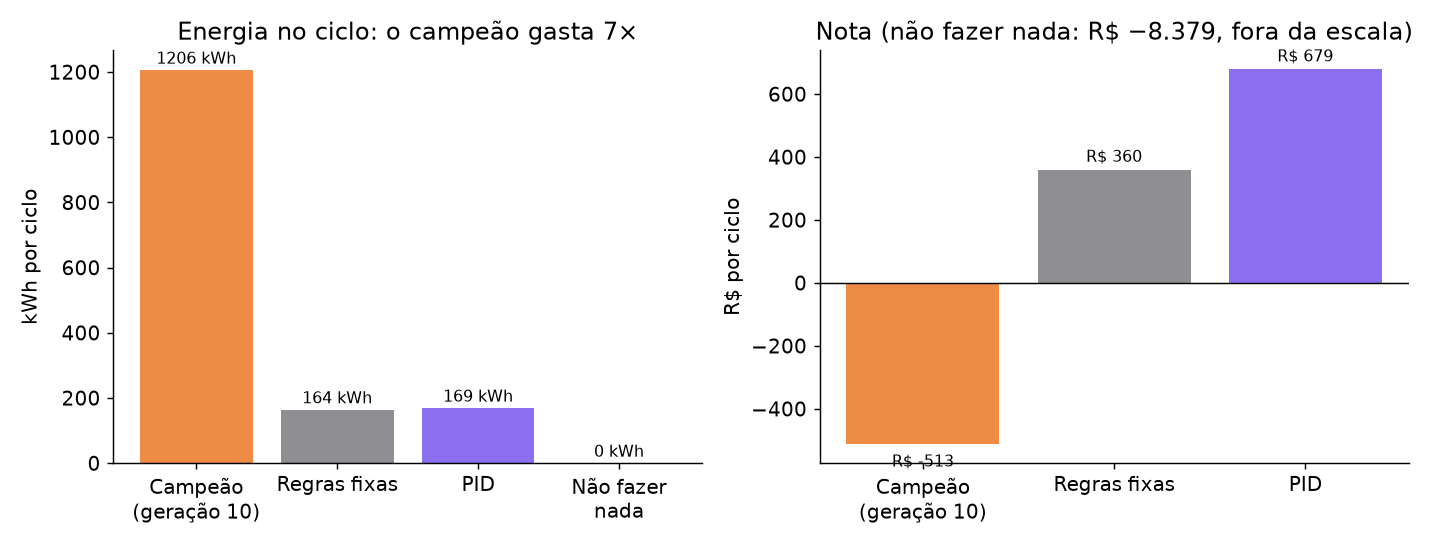 Energia no ciclo: o campeão gasta 7×
kWh por ciclo
1200
1000
800
600
400
200
0
1206 kWh
164 kWh
169 kWh
0 kWh
Campeão
(geração 10)
Regras fixas
PID
Não fazer
nada
Nota (não fazer nada: R$ −8.379, fora da escala)
R$ por ciclo
600
400
200
0
−200
−400
R$ -513
R$ 360
R$ 679
Campeão
(geração 10)
Regras fixas
PID